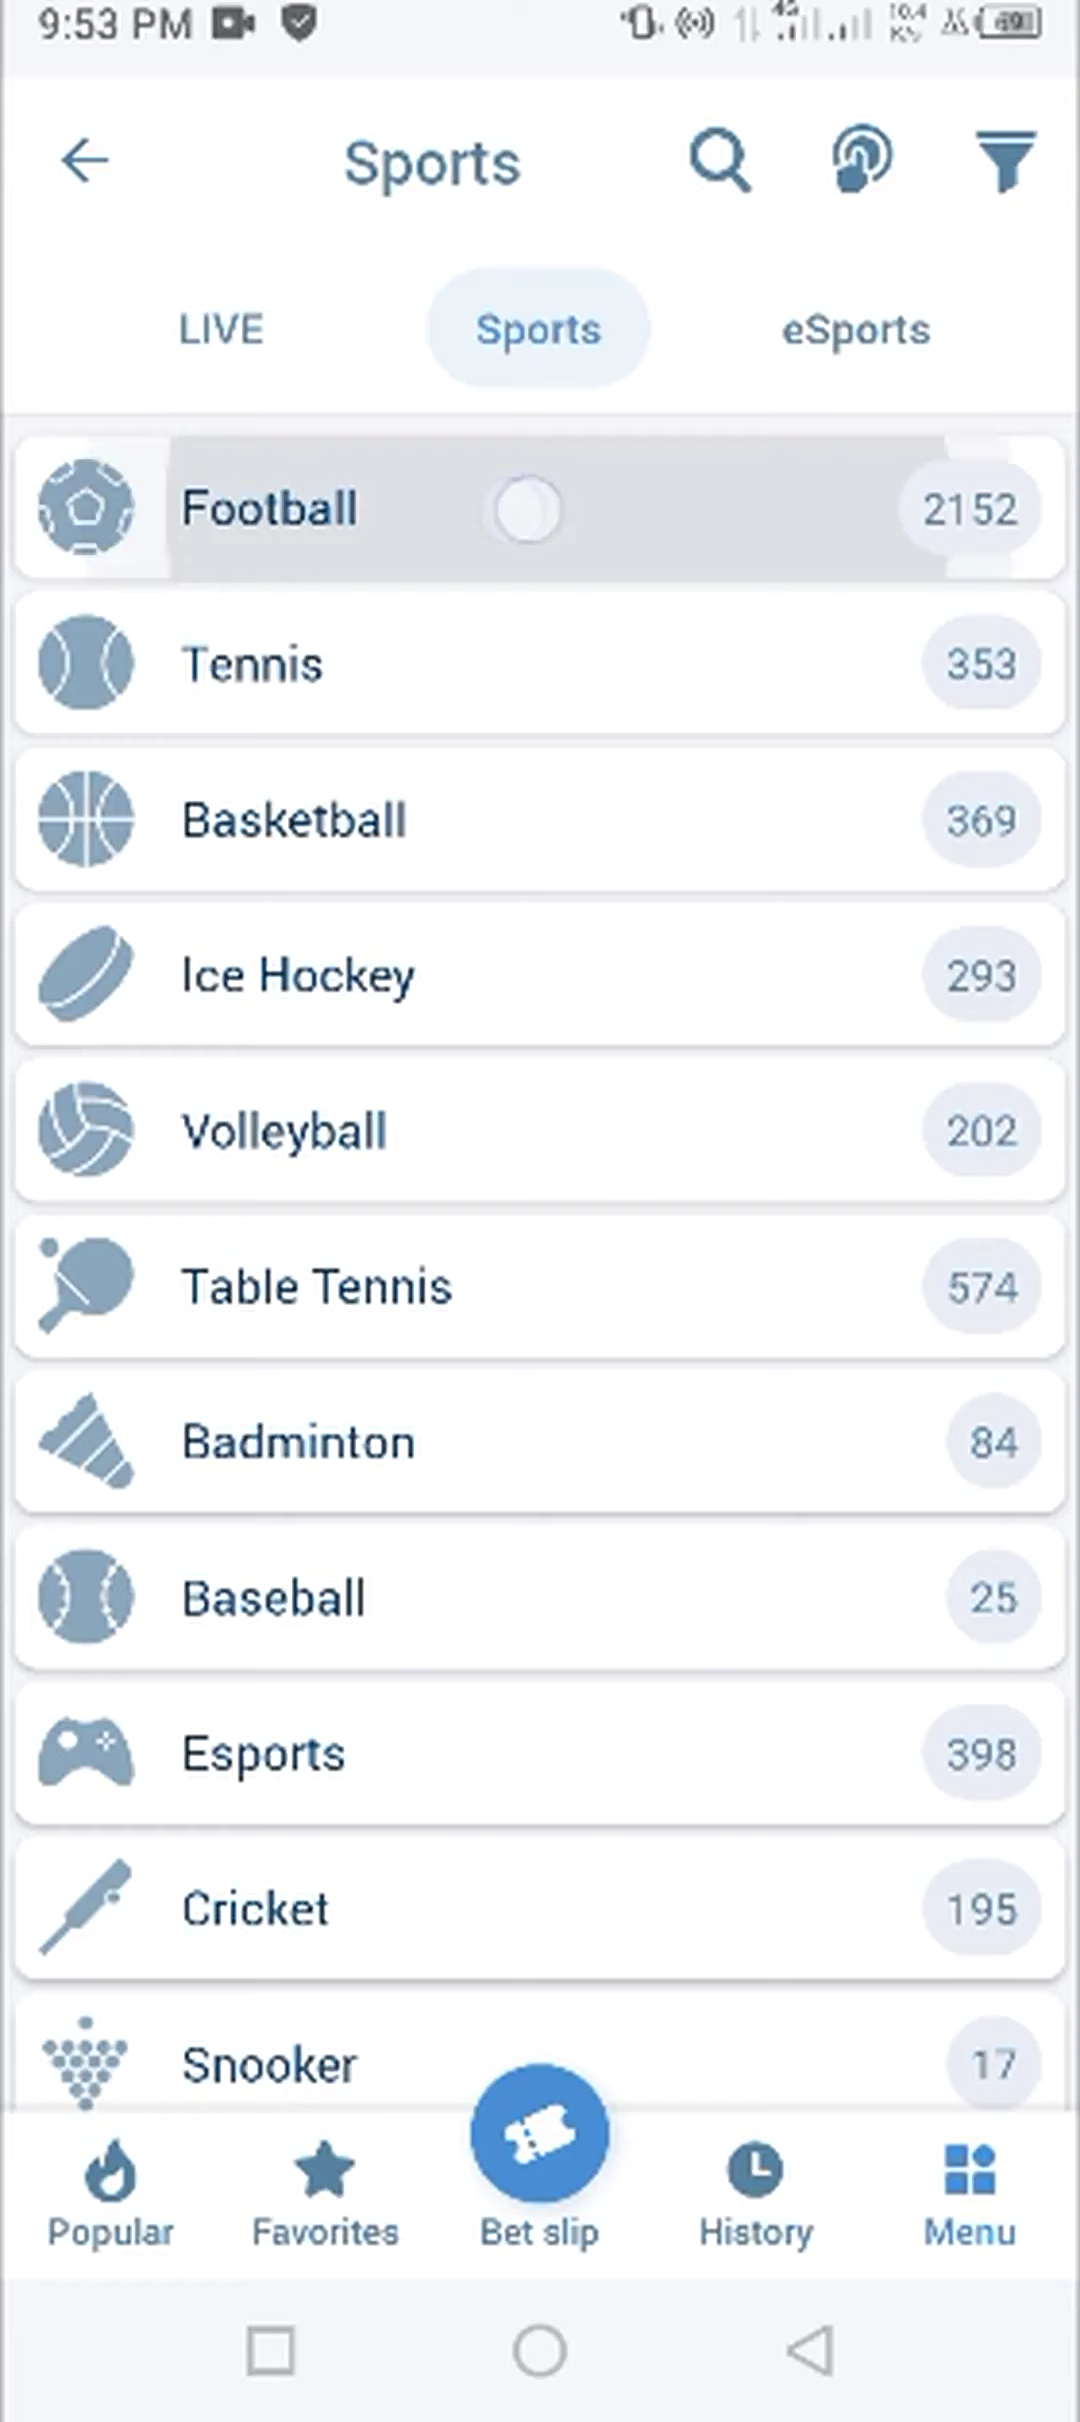 9:53 PM
Sports
LIVE
Sports
eSports
Football
2152
Tennis
353
Basketball
369
Ice Hockey
293
Volleyball
202
Table Tennis
574
Badminton
84
Baseball
25
Esports
398
Cricket
195
Snooker
17
Popular
Favorites
Bet slip
History
Menu